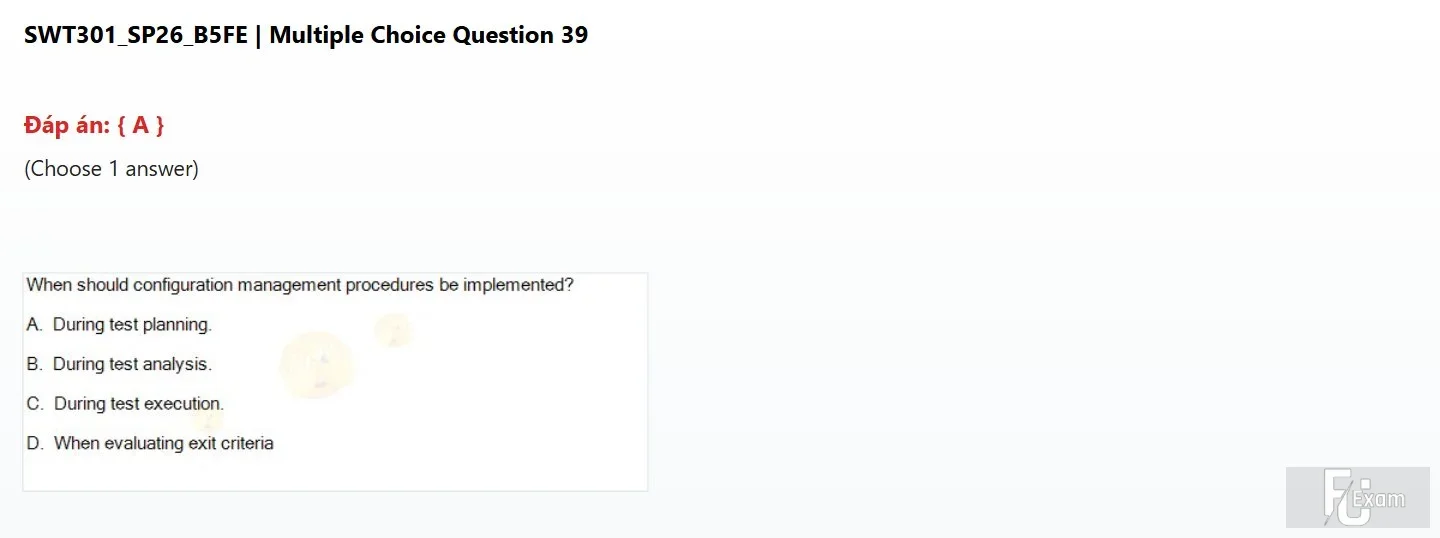 SWT301_SP26_B5FE | Multiple Choice Question 39
Đáp án: { A }
(Choose 1 answer)
When should configuration management procedures be implemented?
A. During test planning.
B. During test analysis.
C. During test execution.
D. When evaluating exit criteria
FU Exam